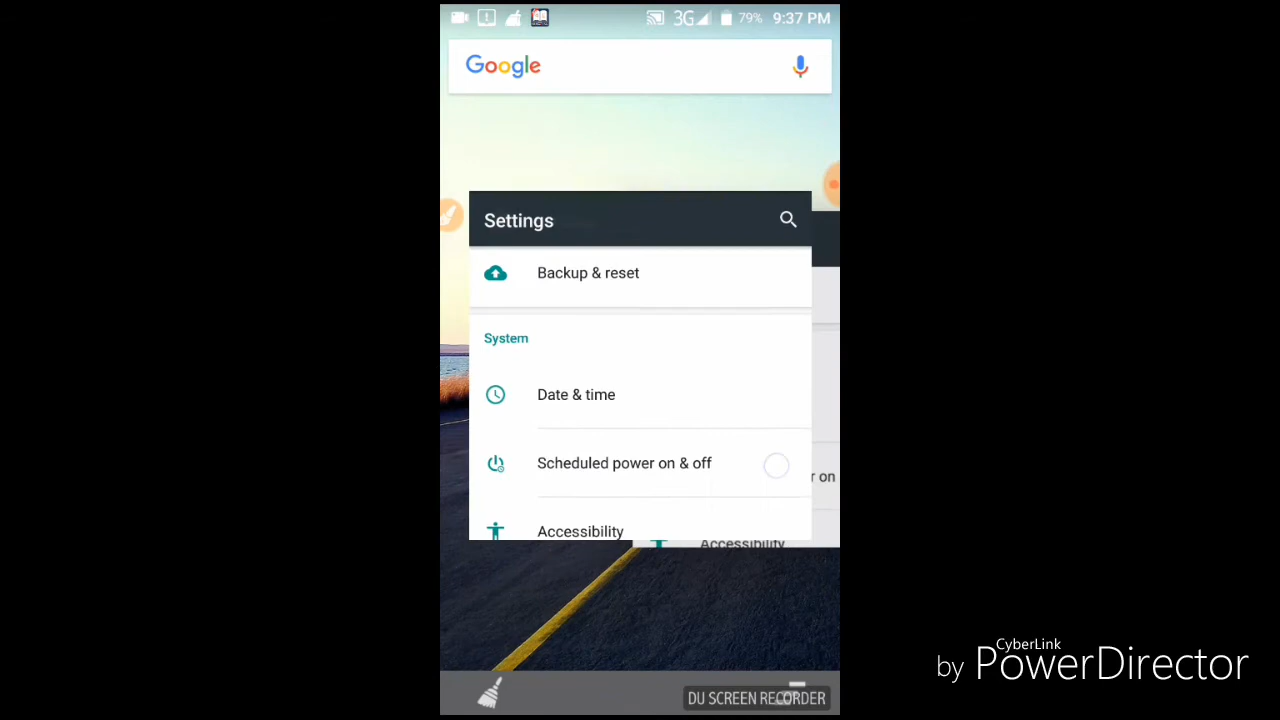 3G 79% 9:37 PM
Google
Settings
Backup & reset
System
Date & time
Scheduled power on & off
r on
Accessibility
Accessibility
CyberLink
by PowerDirector
DU SCREEN RECORDER